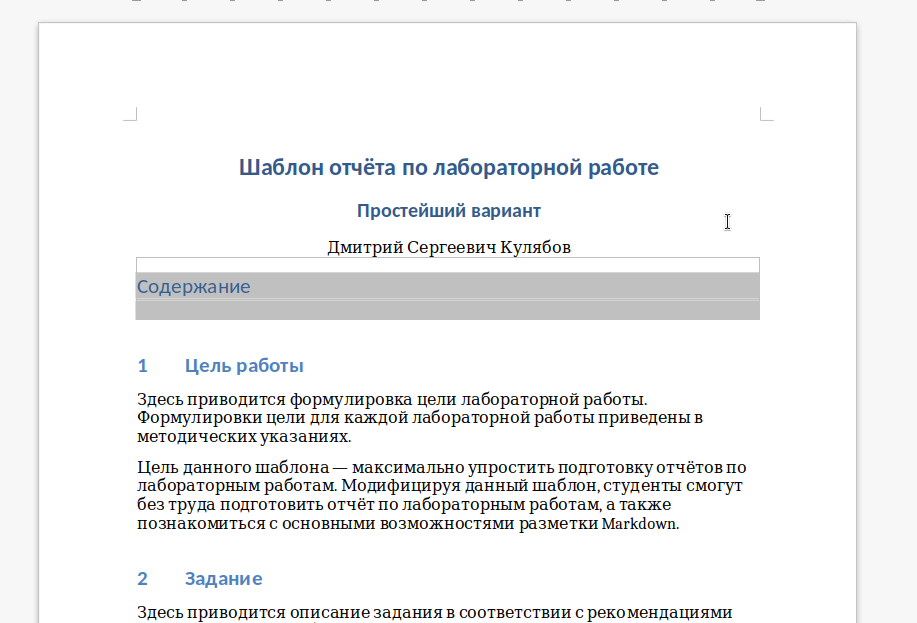 Шаблон отчёта по лабораторной работе
Простейший вариант
Дмитрий Сергеевич Кулябов
Содержание
1 Цель работы
Здесь приводится формулировка цели лабораторной работы.
Формулировки цели для каждой лабораторной работы приведены в
методических указаниях.
Цель данного шаблона — максимально упростить подготовку отчётов по
лабораторным работам. Модифицируя данный шаблон, студенты смогут
без труда подготовить отчёт по лабораторным работам, а также
познакомиться с основными возможностями разметки Markdown.
2 Задание
Здесь приводится описание задания в соответствии с рекомендациями